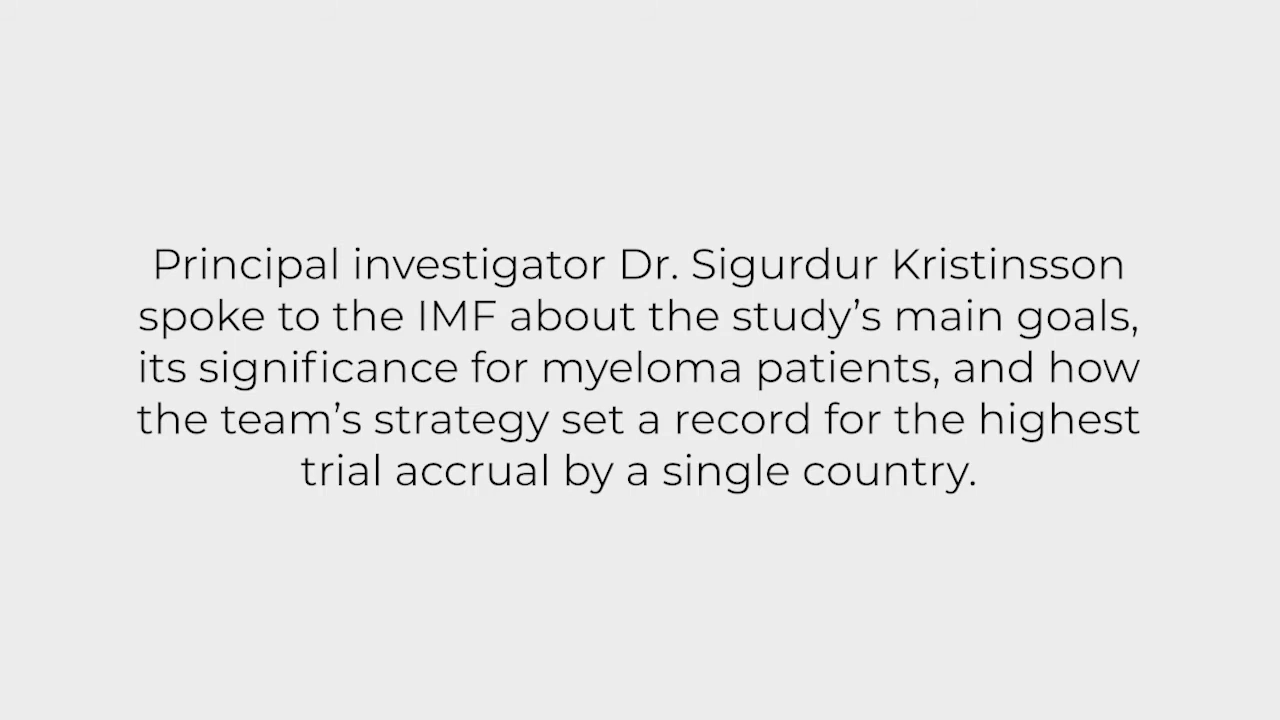 Principal investigator Dr. Sigurdur Kristinsson
spoke to the IMF about the study’s main goals,
its significance for myeloma patients, and how
the team’s strategy set a record for the highest
trial accrual by a single country.